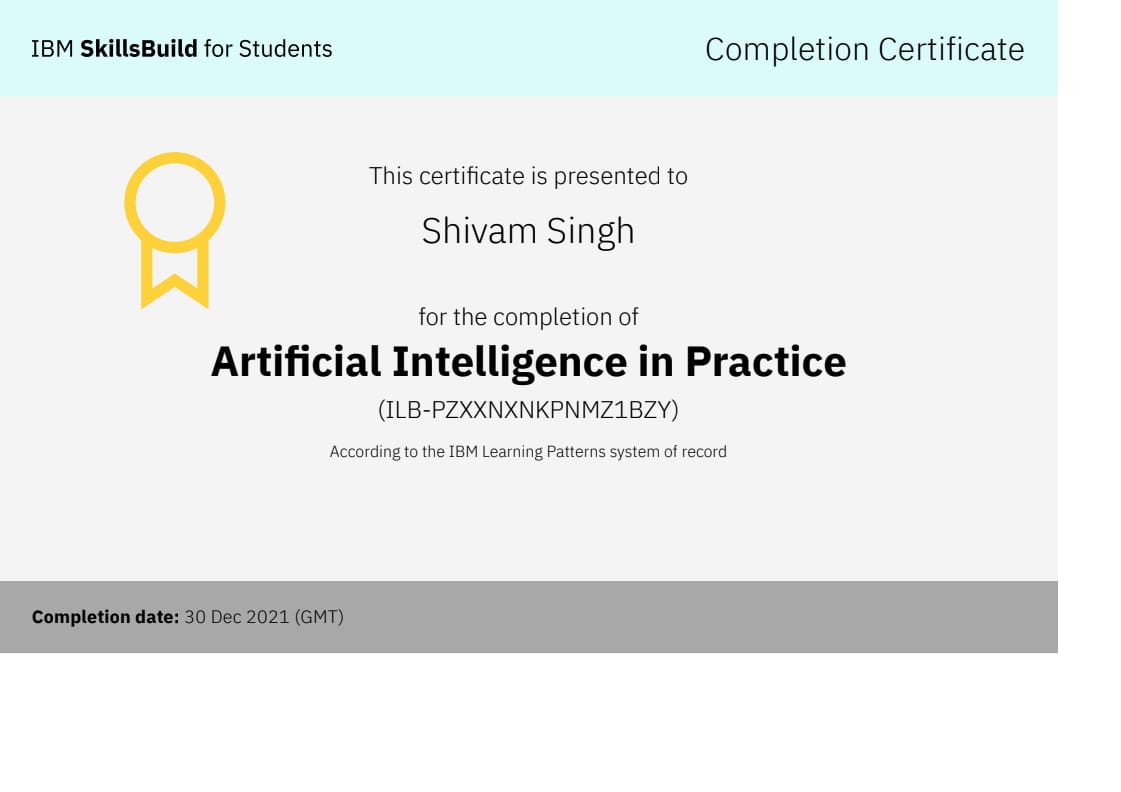 IBM SkillsBuild for Students
Completion Certificate
This certificate is presented to
Shivam Singh
for the completion of
Artificial Intelligence in Practice
(ILB-PZXXNXNKPNMZ1BZY)
According to the IBM Learning Patterns system of record
Completion date: 30 Dec 2021 (GMT)